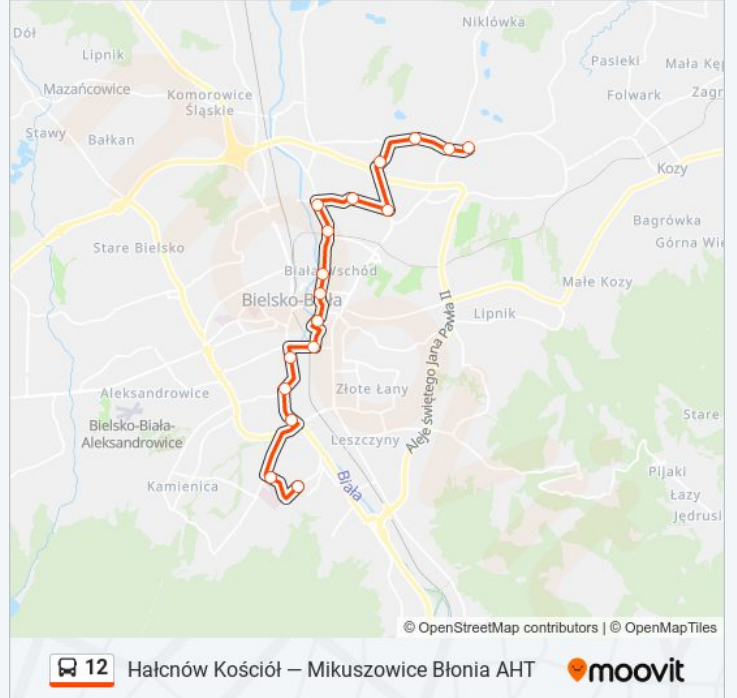 Dół
Niklówka
Lipnik
Pasieki
Mała Kęp
Mazańcowice
Komorowice
Śląskie
Folwark
Zagr
Stawy
Bałkan
Kozy
Bagrówka
Stare Bielsko
Górna Wie
Biała Wschód
Małe Kozy
Bielsko-Biała
Lipnik
Aleje świętego Jana Pawła II
Złote Łany
Aleksandrowice
Stare
Bielsko-Biała-
Aleksandrowice
Leszczyny
Pijaki
Kamienica
Biała
Łazy
Jędrusi
© OpenStreetMap contributors | © OpenMapTiles
12 Hałcnów Kościół — Mikuszowice Błonia AHT moovit